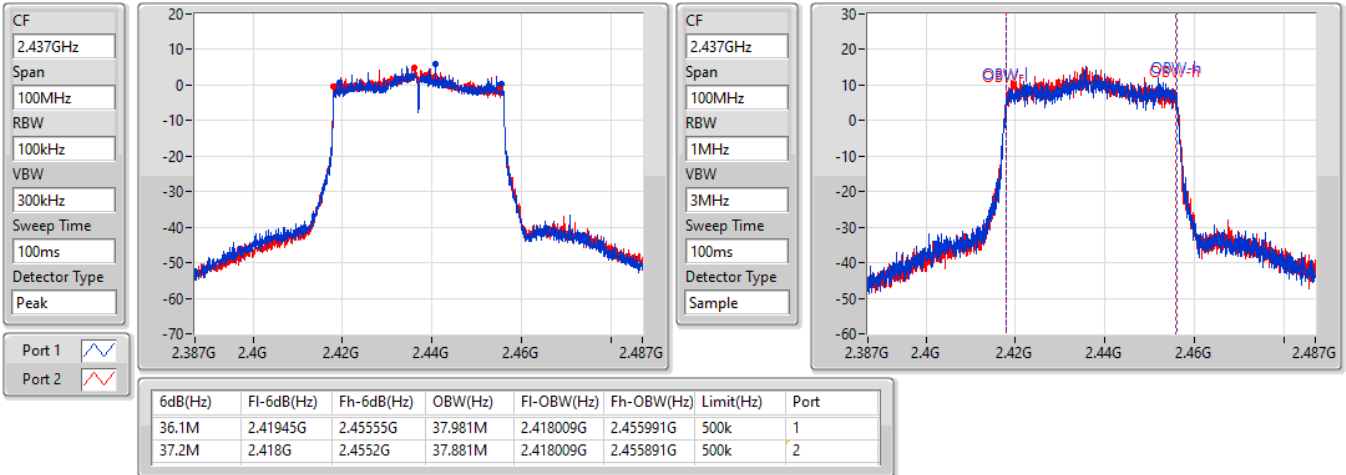 CF
2.437GHz
Span
100MHz
RBW
100kHz
VBW
300kHz
Sweep Time
100ms
Detector Type
Peak
20-
10-
0-
-10-
-20-
-30-
-40-
-50-
-60-
-70-
2.387G 2.4G 2.42G 2.44G 2.46G 2.487G
CF
2.437GHz
Span
100MHz
RBW
1MHz
VBW
3MHz
Sweep Time
100ms
Detector Type
Sample
30-
20-
10-
0-
-10-
-20-
-30-
-40-
-50-
-60-
OBW-l OBW-h
2.387G 2.4G 2.42G 2.44G 2.46G 2.487G
Port 1
Port 2
6dB(Hz) Fl-6dB(Hz) Fh-6dB(Hz) OBW(Hz) Fl-OBW(Hz) Fh-OBW(Hz) Limit(Hz) Port
36.1M 2.41945G 2.45555G 37.981M 2.418009G 2.455991G 500k 1
37.2M 2.418G 2.4552G 37.881M 2.418009G 2.455891G 500k 2